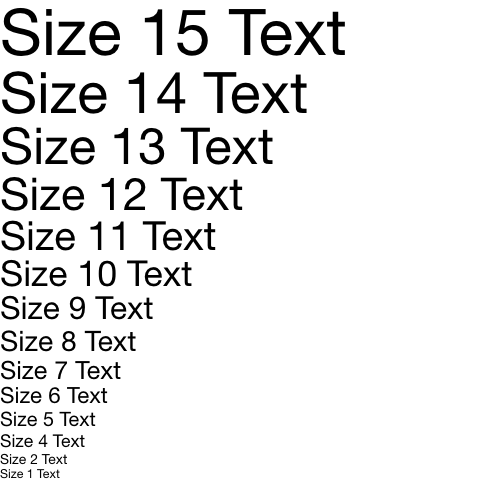 Size 15 Text
Size 14 Text
Size 13 Text
Size 12 Text
Size 11 Text
Size 10 Text
Size 9 Text
Size 8 Text
Size 7 Text
Size 6 Text
Size 5 Text
Size 4 Text
Size 2 Text
Size 1 Text